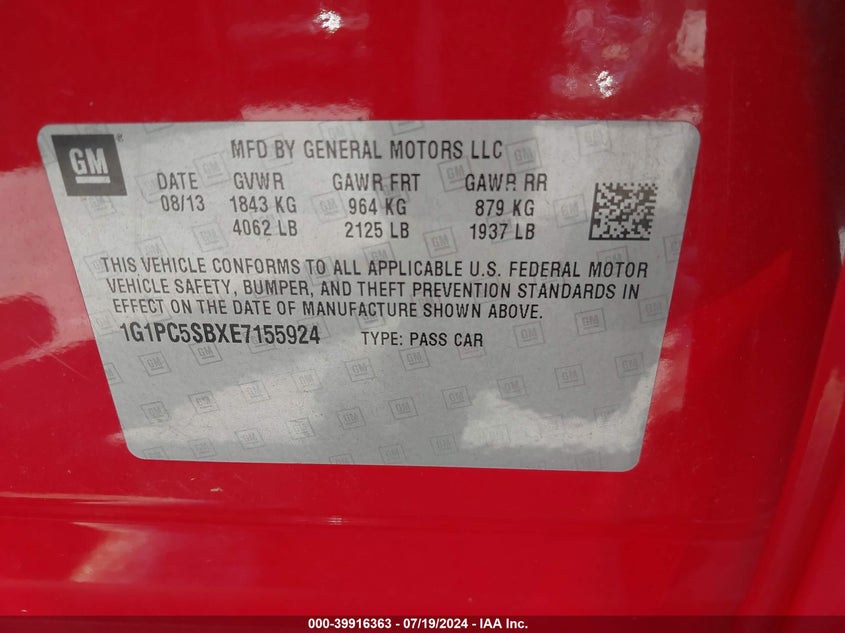 GM
MFD BY GENERAL MOTORS LLC
DATE GVWR GAWR FRT GAWR RR
08/13 1843 KG 964 KG 879 KG
4062 LB 2125 LB 1937 LB
THIS VEHICLE CONFORMS TO ALL APPLICABLE U.S. FEDERAL MOTOR
VEHICLE SAFETY, BUMPER, AND THEFT PREVENTION STANDARDS IN
EFFECT ON THE DATE OF MANUFACTURE SHOWN ABOVE.
1G1PC5SBXE7155924 TYPE: PASS CAR
000-39916363 - 07/19/2024 - IAA Inc.